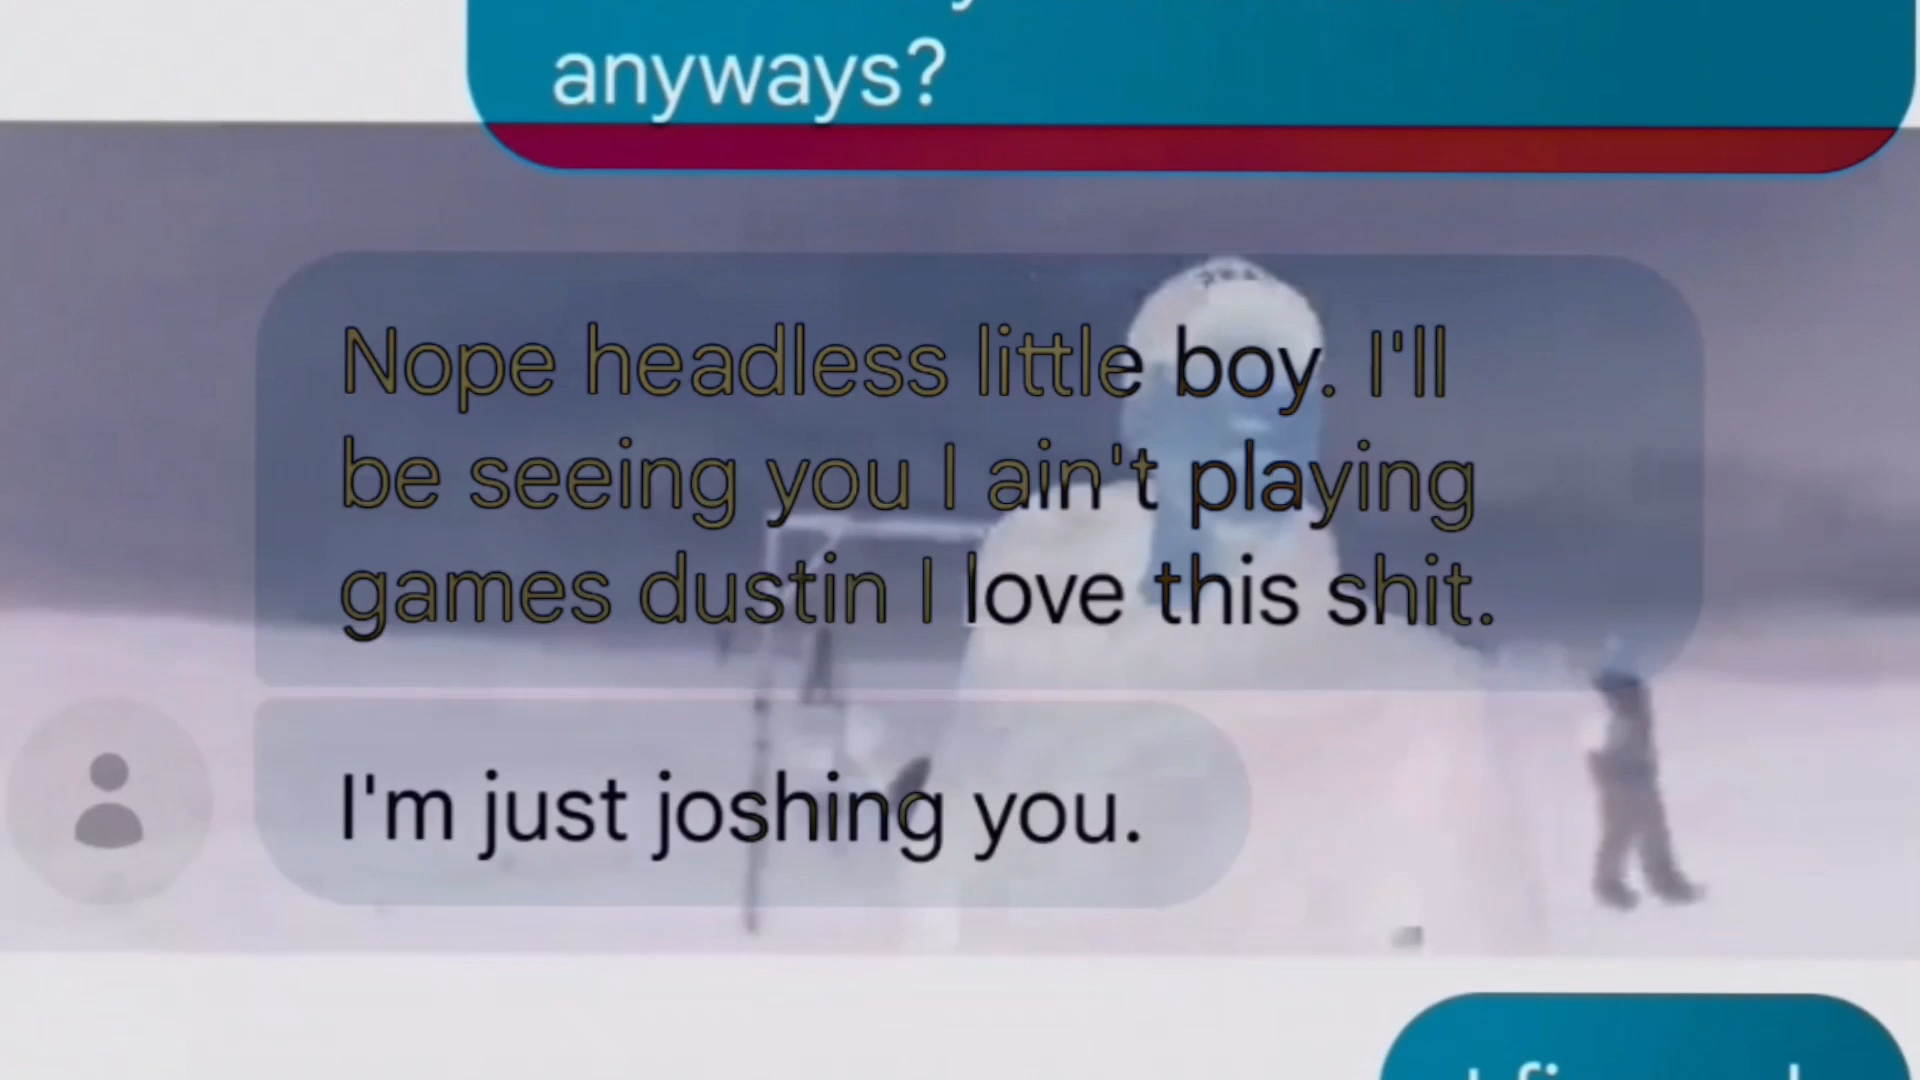 anyways?
Nope headless little boy. I'll
be seeing you I ain't playing
games dustin I love this shit.
I'm just joshing you.